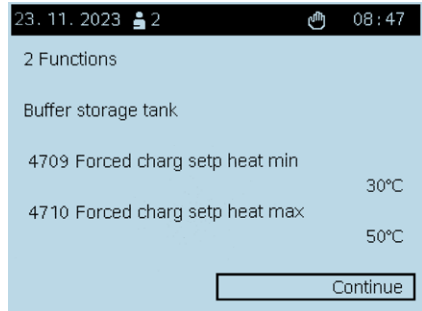 23. 11. 2023 2 08:47
2 Functions
Buffer storage tank
4709 Forced charg setp heat min
30°C
4710 Forced charg setp heat max
50°C
Continue